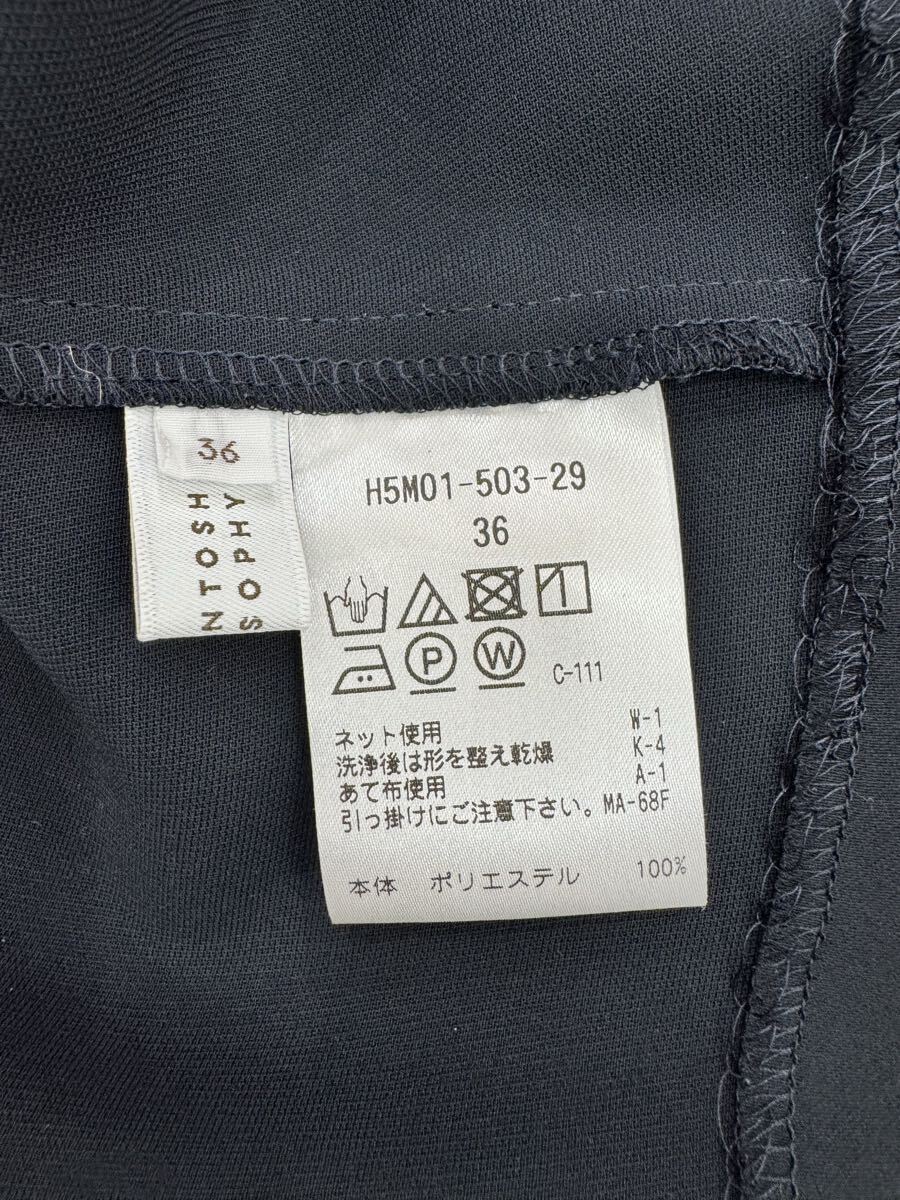 36
NTOSH
SOPHY
H5M01-503-29
36
P W C-111
ネット使用 W-1
洗浄後は形を整え乾燥 K-4
あて布使用 A-1
引っ掛けにご注意下さい。MA-68F
本体 ポリエステル 100%